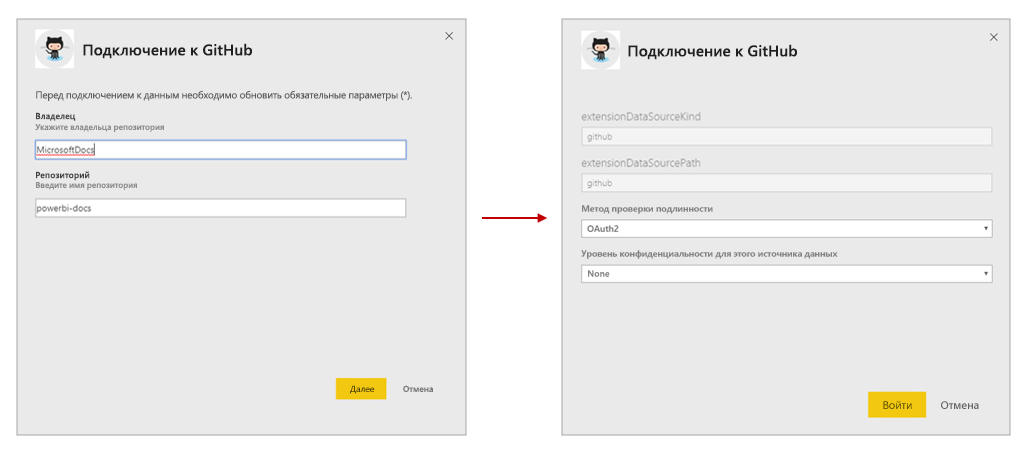 Подключение к GitHub
Перед подключением к данным необходимо обновить обязательные параметры (*).
Владелец
Укажите владельца репозитория
MicrosoftDocs
Репозиторий
Введите имя репозитория
powerbi-docs
Далее
Отмена
Подключение к GitHub
extensionDataSourceKind
github
extensionDataSourcePath
github
Метод проверки подлинности
OAuth2
Уровень конфиденциальности для этого источника данных
None
Войти
Отмена